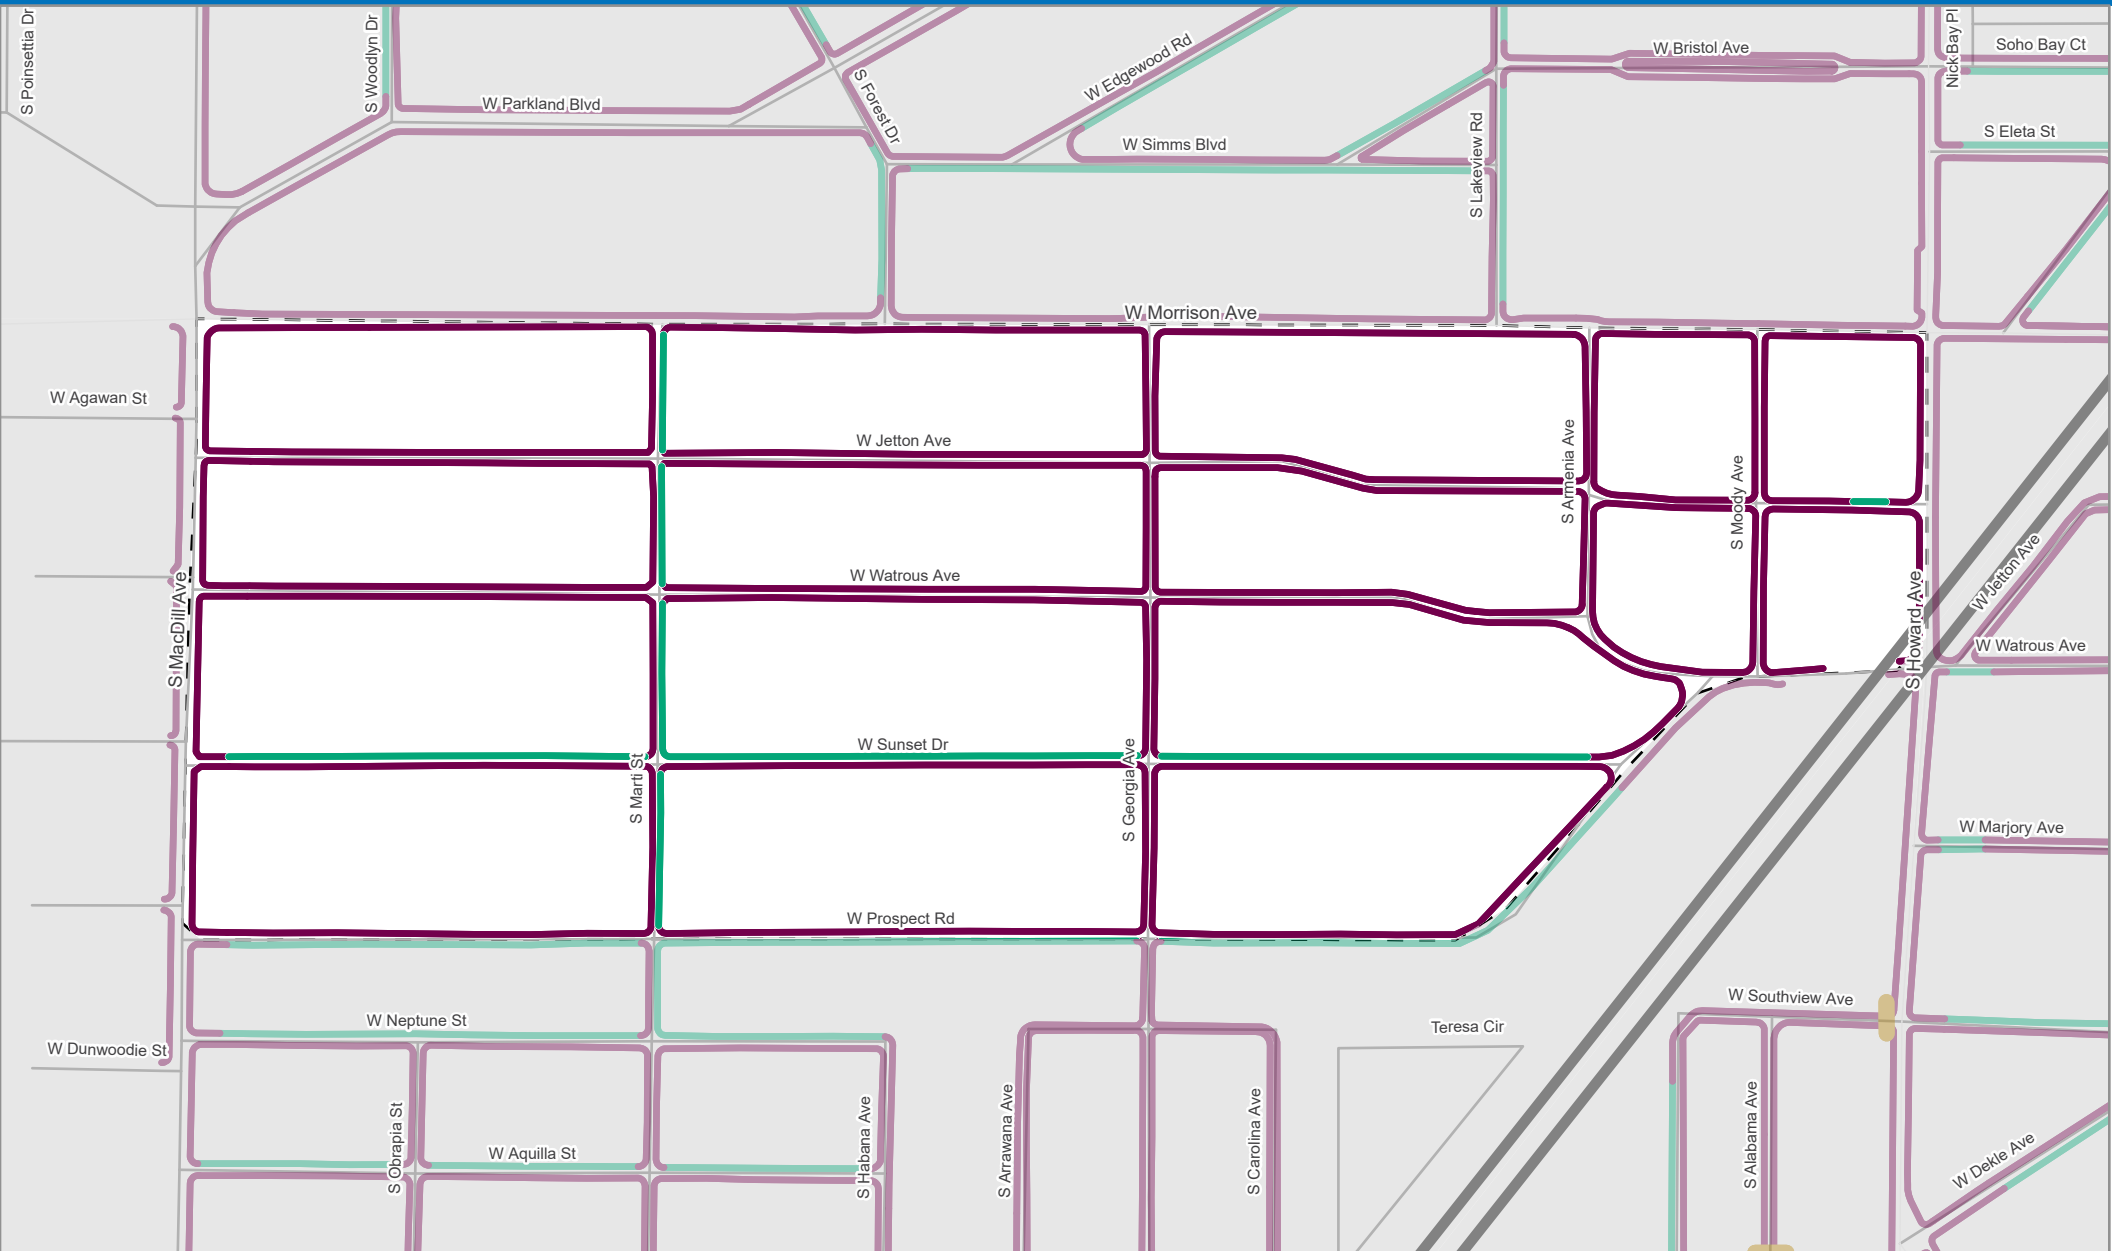 S Poinsettia Dr
S Woodlyn Dr
W Parkland Blvd
S Forest Dr
W Edgewood Rd
W Simms Blvd
S Lakeview Rd
W Bristol Ave
Nick Bay Pl
Soho Bay Ct
S Eleta St
W Morrison Ave
W Agawan St
W Jetton Ave
S Armenia Ave
S Moody Ave
W Watrous Ave
S MacDill Ave
S Howard Ave
W Jetton Ave
W Watrous Ave
W Sunset Dr
S Marti St
S Georgia Ave
W Marjory Ave
W Prospect Rd
W Neptune St
W Dunwoodie St
Teresa Cir
W Southview Ave
S Obrapia St
W Aquilla St
S Habana Ave
S Arrawana Ave
S Carolina Ave
S Alabama Ave
W Dekle Ave